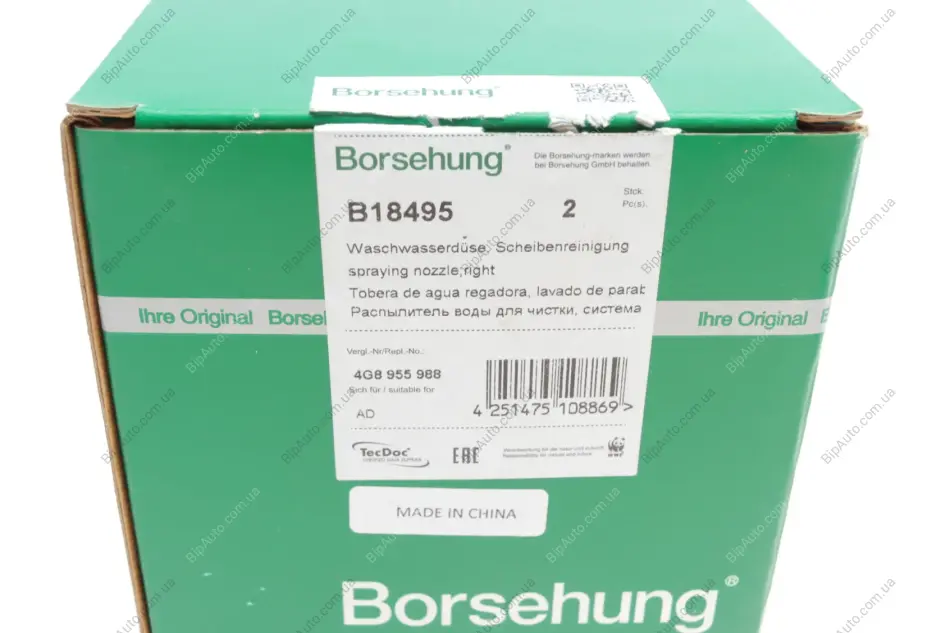 Borsehung
Borsehung®
Die Borsehung-marken werden
bei Borsehung GmbH behalten.
B18495
2
Stck.
Pc(s).
Waschwasserdüse, Scheibenreinigung
spraying nozzle,right
Tobera de agua regadora, lavado de parab
Распылитель воды для чистки, система
Ihre Original Borsehu
Ihre Original B
Vergl.-Nr/Repl.-No.:
4G8 955 988
sich für / suitable for
AD
4 251475 108869 >
TecDoc®
EAC
WWF
MADE IN CHINA
Borsehung®
BipAuto.com.ua